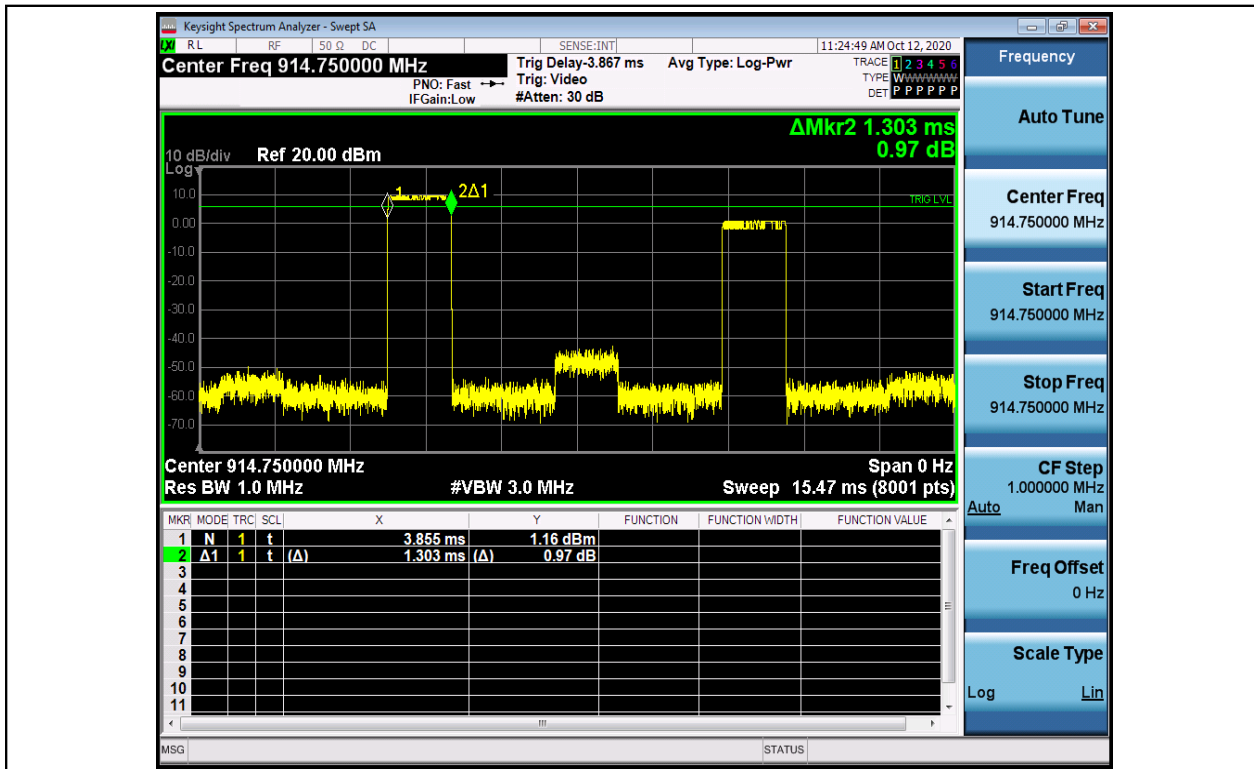 Keysight Spectrum Analyzer - Swept SA
LXI RL RF 50 Ω DC SENSE:INT 11:24:49 AM Oct 12, 2020
Center Freq 914.750000 MHz
PNO: Fast
IFGain:Low
Trig Delay-3.867 ms
Trig: Video
#Atten: 30 dB
Avg Type: Log-Pwr
TRACE 1 2 3 4 5 6
TYPE WWWWWW
DET P P P P P P
ΔMkr2 1.303 ms
0.97 dB
10 dB/div Ref 20.00 dBm
Log
10.0
0.00
-10.0
-20.0
-30.0
-40.0
-50.0
-60.0
-70.0
1
2Δ1
TRIG LVL
Center 914.750000 MHz Span 0 Hz
Res BW 1.0 MHz #VBW 3.0 MHz Sweep 15.47 ms (8001 pts)
MKR MODE TRC SCL X Y FUNCTION FUNCTION WIDTH FUNCTION VALUE
1 N 1 t 3.855 ms 1.16 dBm
2 Δ1 1 t (Δ) 1.303 ms (Δ) 0.97 dB
3
4
5
6
7
8
9
10
11
MSG STATUS
Frequency
Auto Tune
Center Freq
914.750000 MHz
Start Freq
914.750000 MHz
Stop Freq
914.750000 MHz
CF Step
1.000000 MHz
Auto Man
Freq Offset
0 Hz
Scale Type
Log Lin